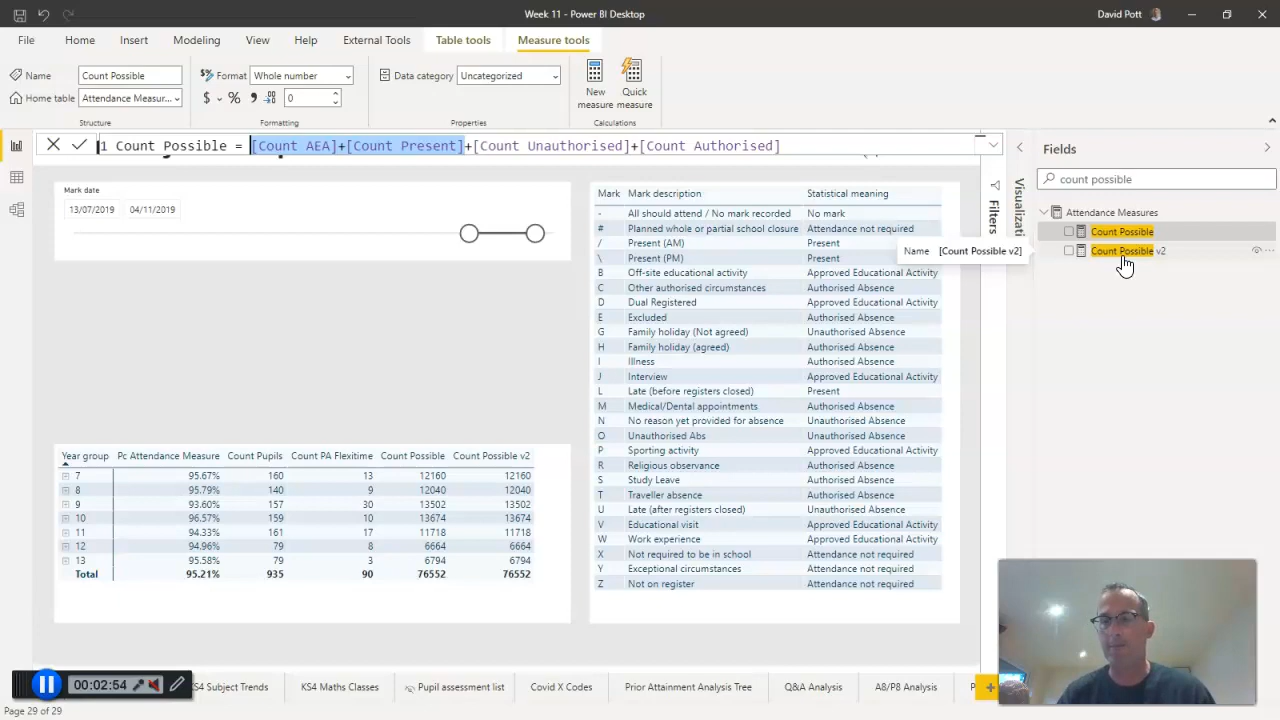 Week 11 - Power BI Desktop
David Pott
File Home Insert Modeling View Help External Tools Table tools Measure tools
Name Count Possible
Format Whole number
Data category Uncategorized
Home table Attendance Measur...
$ % 9 .00 0
New measure
Quick measure
Structure Formatting Properties Calculations
1 Count Possible = [Count AEA]+[Count Present]+[Count Unauthorised]+[Count Authorised]
Mark date
13/07/2019 04/11/2019
Mark Mark description Statistical meaning
- All should attend / No mark recorded No mark
# Planned whole or partial school closure Attendance not required
/ Present (AM) Present
\ Present (PM) Present
B Off-site educational activity Approved Educational Activity
C Other authorised circumstances Authorised Absence
D Dual Registered Approved Educational Activity
E Excluded Authorised Absence
G Family holiday (Not agreed) Unauthorised Absence
H Family holiday (agreed) Authorised Absence
I Illness Authorised Absence
J Interview Approved Educational Activity
L Late (before registers closed) Present
M Medical/Dental appointments Authorised Absence
N No reason yet provided for absence Unauthorised Absence
O Unauthorised Abs Unauthorised Absence
P Sporting activity Approved Educational Activity
R Religious observance Authorised Absence
S Study Leave Authorised Absence
T Traveller absence Authorised Absence
U Late (after registers closed) Unauthorised Absence
V Educational visit Approved Educational Activity
W Work experience Approved Educational Activity
X Not required to be in school Attendance not required
Y Exceptional circumstances Attendance not required
Z Not on register Attendance not required
Year group Pc Attendance Measure Count Pupils Count PA Flexitime Count Possible Count Possible v2
7 95.67% 160 13 12160 12160
8 95.79% 140 9 12040 12040
9 93.60% 157 30 13502 13502
10 96.57% 159 10 13674 13674
11 94.33% 161 17 11718 11718
12 94.96% 79 8 6664 6664
13 95.58% 79 3 6794 6794
Total 95.21% 935 90 76552 76552
Filters
Visualizati
Fields
count possible
Attendance Measures
Count Possible
Count Possible v2
Name [Count Possible v2]
00:02:54
KS4 Subject Trends KS4 Maths Classes Pupil assessment list Covid X Codes Prior Attainment Analysis Tree Q&A Analysis A8/P8 Analysis
Page 29 of 29